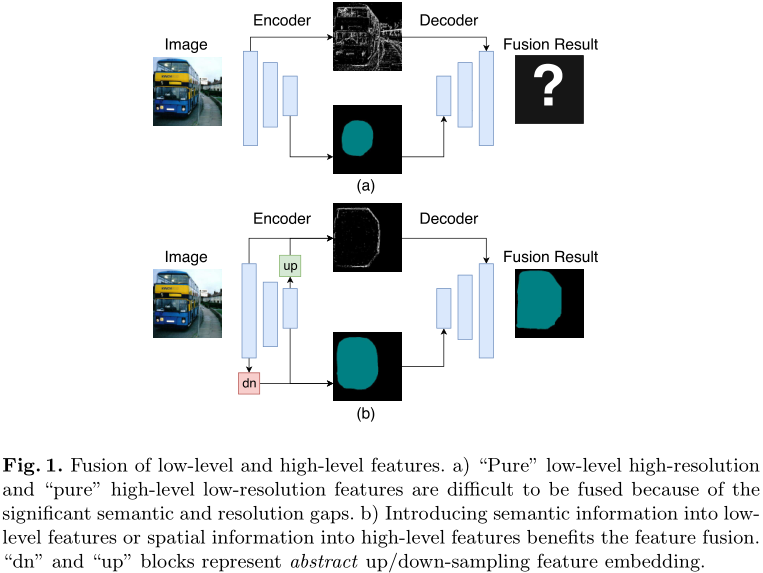 Encoder
Decoder
Image
Fusion Result
?
(a)
Encoder
Decoder
Image
up
Fusion Result
dn
(b)
Fig. 1. Fusion of low-level and high-level features. a) “Pure” low-level high-resolution
and “pure” high-level low-resolution features are difficult to be fused because of the
significant semantic and resolution gaps. b) Introducing semantic information into low-
level features or spatial information into high-level features benefits the feature fusion.
“dn” and “up” blocks represent abstract up/down-sampling feature embedding.